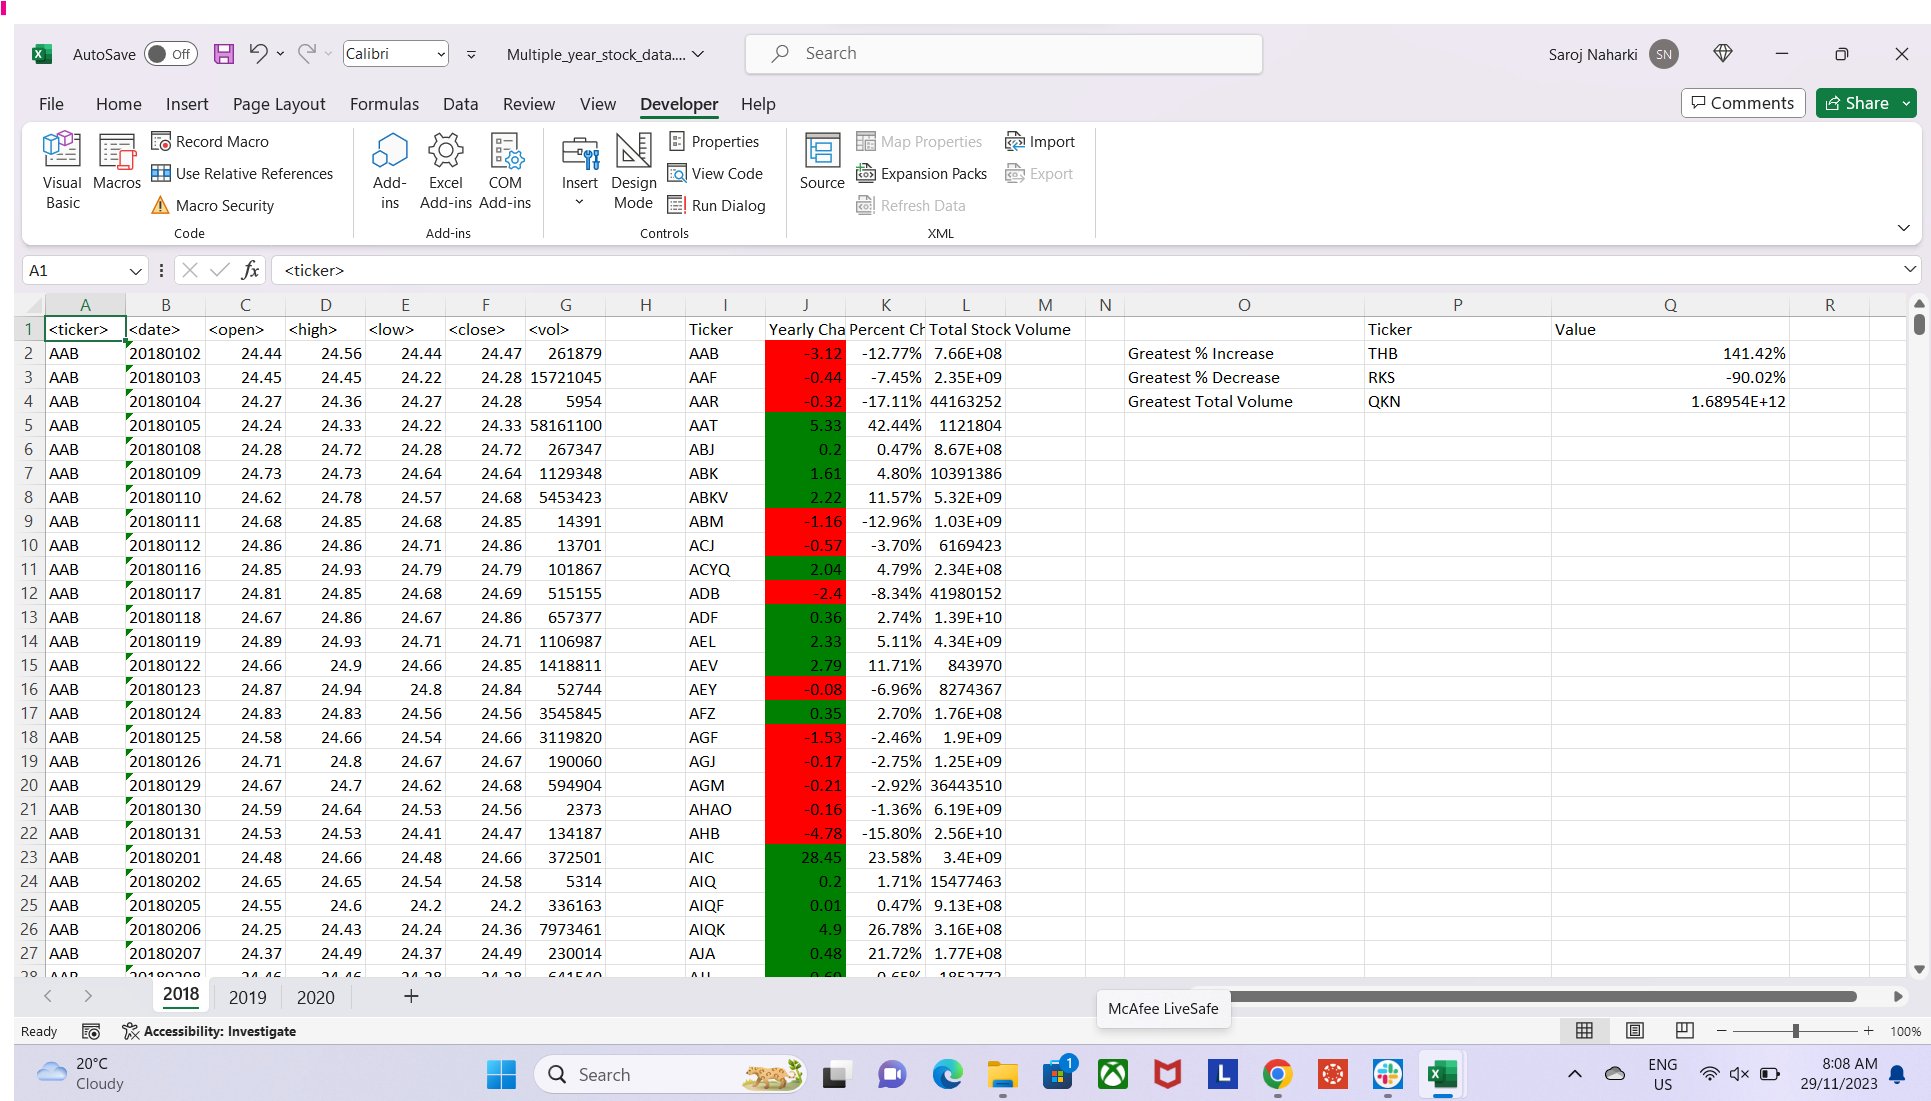 AutoSave Off Calibri Multiple_year_stock_data.... Search Saroj Naharki SN
File Home Insert Page Layout Formulas Data Review View Developer Help Comments Share
Visual Basic Macros Record Macro Use Relative References Macro Security Code
Add-ins Excel Add-ins COM Add-ins Add-ins
Insert Design Mode Properties View Code Run Dialog Controls
Source Map Properties Expansion Packs Refresh Data Import Export XML
A1 fx <ticker>
A B C D E F G H I J K L M N O P Q R
1 <ticker> <date> <open> <high> <low> <close> <vol> Ticker Yearly Cha Percent Ch Total Stock Volume Ticker Value
2 AAB 20180102 24.44 24.56 24.44 24.47 261879 AAB -3.12 -12.77% 7.66E+08 Greatest % Increase THB 141.42%
3 AAB 20180103 24.45 24.45 24.22 24.28 15721045 AAF -0.44 -7.45% 2.35E+09 Greatest % Decrease RKS -90.02%
4 AAB 20180104 24.27 24.36 24.27 24.28 5954 AAR -0.32 -17.11% 44163252 Greatest Total Volume QKN 1.68954E+12
5 AAB 20180105 24.24 24.33 24.22 24.33 58161100 AAT 5.33 42.44% 1121804
6 AAB 20180108 24.28 24.72 24.28 24.72 267347 ABJ 0.2 0.47% 8.67E+08
7 AAB 20180109 24.73 24.73 24.64 24.64 1129348 ABK 1.61 4.80% 10391386
8 AAB 20180110 24.62 24.78 24.57 24.68 5453423 ABKV 2.22 11.57% 5.32E+09
9 AAB 20180111 24.68 24.85 24.68 24.85 14391 ABM -1.16 -12.96% 1.03E+09
10 AAB 20180112 24.86 24.86 24.71 24.86 13701 ACJ -0.57 -3.70% 6169423
11 AAB 20180116 24.85 24.93 24.79 24.79 101867 ACYQ 2.04 4.79% 2.34E+08
12 AAB 20180117 24.81 24.85 24.68 24.69 515155 ADB -2.4 -8.34% 41980152
13 AAB 20180118 24.67 24.86 24.67 24.86 657377 ADF 0.36 2.74% 1.39E+10
14 AAB 20180119 24.89 24.93 24.71 24.71 1106987 AEL 2.33 5.11% 4.34E+09
15 AAB 20180122 24.66 24.9 24.66 24.85 1418811 AEV 2.79 11.71% 843970
16 AAB 20180123 24.87 24.94 24.8 24.84 52744 AEY -0.08 -6.96% 8274367
17 AAB 20180124 24.83 24.83 24.56 24.56 3545845 AFZ 0.35 2.70% 1.76E+08
18 AAB 20180125 24.58 24.66 24.54 24.66 3119820 AGF -1.53 -2.46% 1.9E+09
19 AAB 20180126 24.71 24.8 24.67 24.67 190060 AGJ -0.17 -2.75% 1.25E+09
20 AAB 20180129 24.67 24.7 24.62 24.68 594904 AGM -0.21 -2.92% 36443510
21 AAB 20180130 24.59 24.64 24.53 24.56 2373 AHAO -0.16 -1.36% 6.19E+09
22 AAB 20180131 24.53 24.53 24.41 24.47 134187 AHB -4.78 -15.80% 2.56E+10
23 AAB 20180201 24.48 24.66 24.48 24.66 372501 AIC 28.45 23.58% 3.4E+09
24 AAB 20180202 24.65 24.65 24.54 24.58 5314 AIQ 0.2 1.71% 15477463
25 AAB 20180205 24.55 24.6 24.2 24.2 336163 AIQF 0.01 0.47% 9.13E+08
26 AAB 20180206 24.25 24.43 24.24 24.36 7973461 AIQK 4.9 26.78% 3.16E+08
27 AAB 20180207 24.37 24.49 24.37 24.49 230014 AJA 0.48 21.72% 1.77E+08
2018 2019 2020
McAfee LiveSafe
Ready Accessibility: Investigate 100%
20°C Cloudy Search L 1 ENG US 8:08 AM 29/11/2023